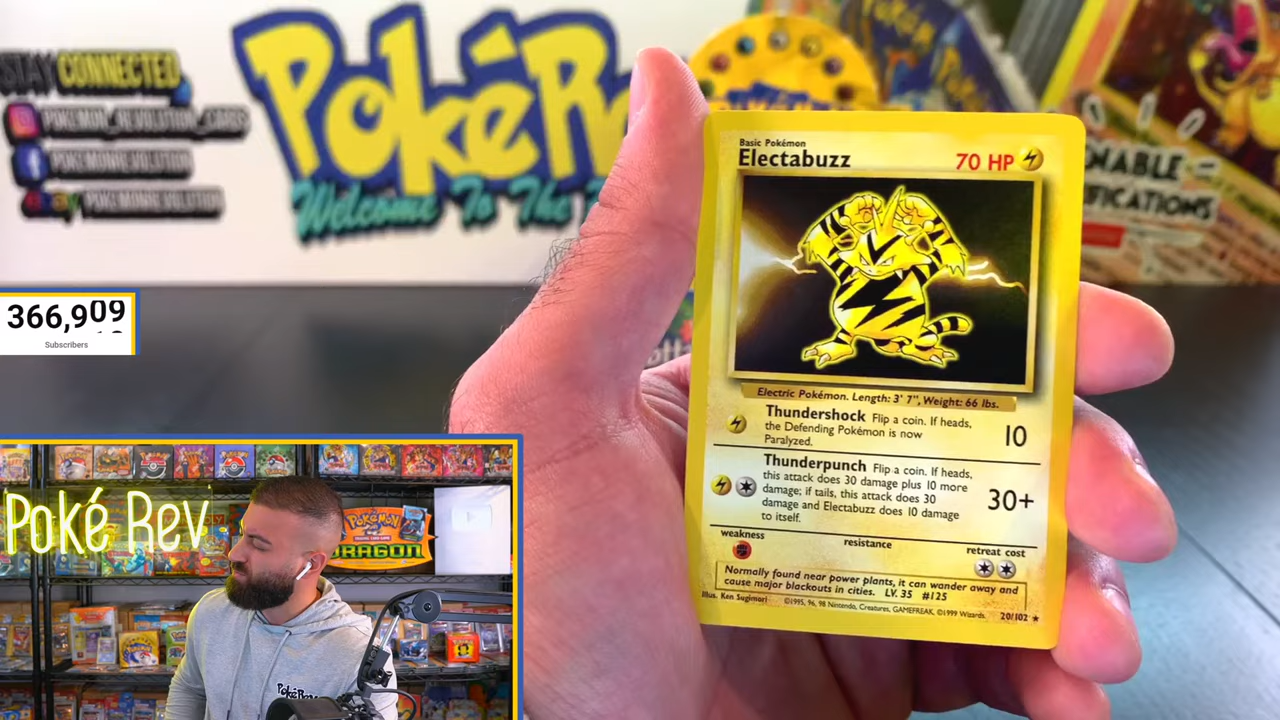 STAY CONNECTED
POKEMON_REVOLUTION_CARDS
POKEMONREVOLUTION
ebay POKEMONREVOLUTION
PokéR
Welcome To The
366,909
Subscribers
Poké Rev
POKÉMON
DRAGON
PokéRev
Basic Pokémon
Electabuzz
70 HP
Electric Pokémon. Length: 3' 7", Weight: 66 lbs.
Thundershock Flip a coin. If heads,
the Defending Pokémon is now
Paralyzed.
10
Thunderpunch Flip a coin. If heads,
this attack does 30 damage plus 10 more
damage; if tails, this attack does 30
damage and Electabuzz does 10 damage
to itself.
30+
weakness
resistance
retreat cost
Normally found near power plants, it can wander away and
cause major blackouts in cities. LV. 35 #125
Illus. Ken Sugimori ©1995, 96, 98 Nintendo, Creatures, GAMEFREAK. ©1999 Wizards. 20/102 ★